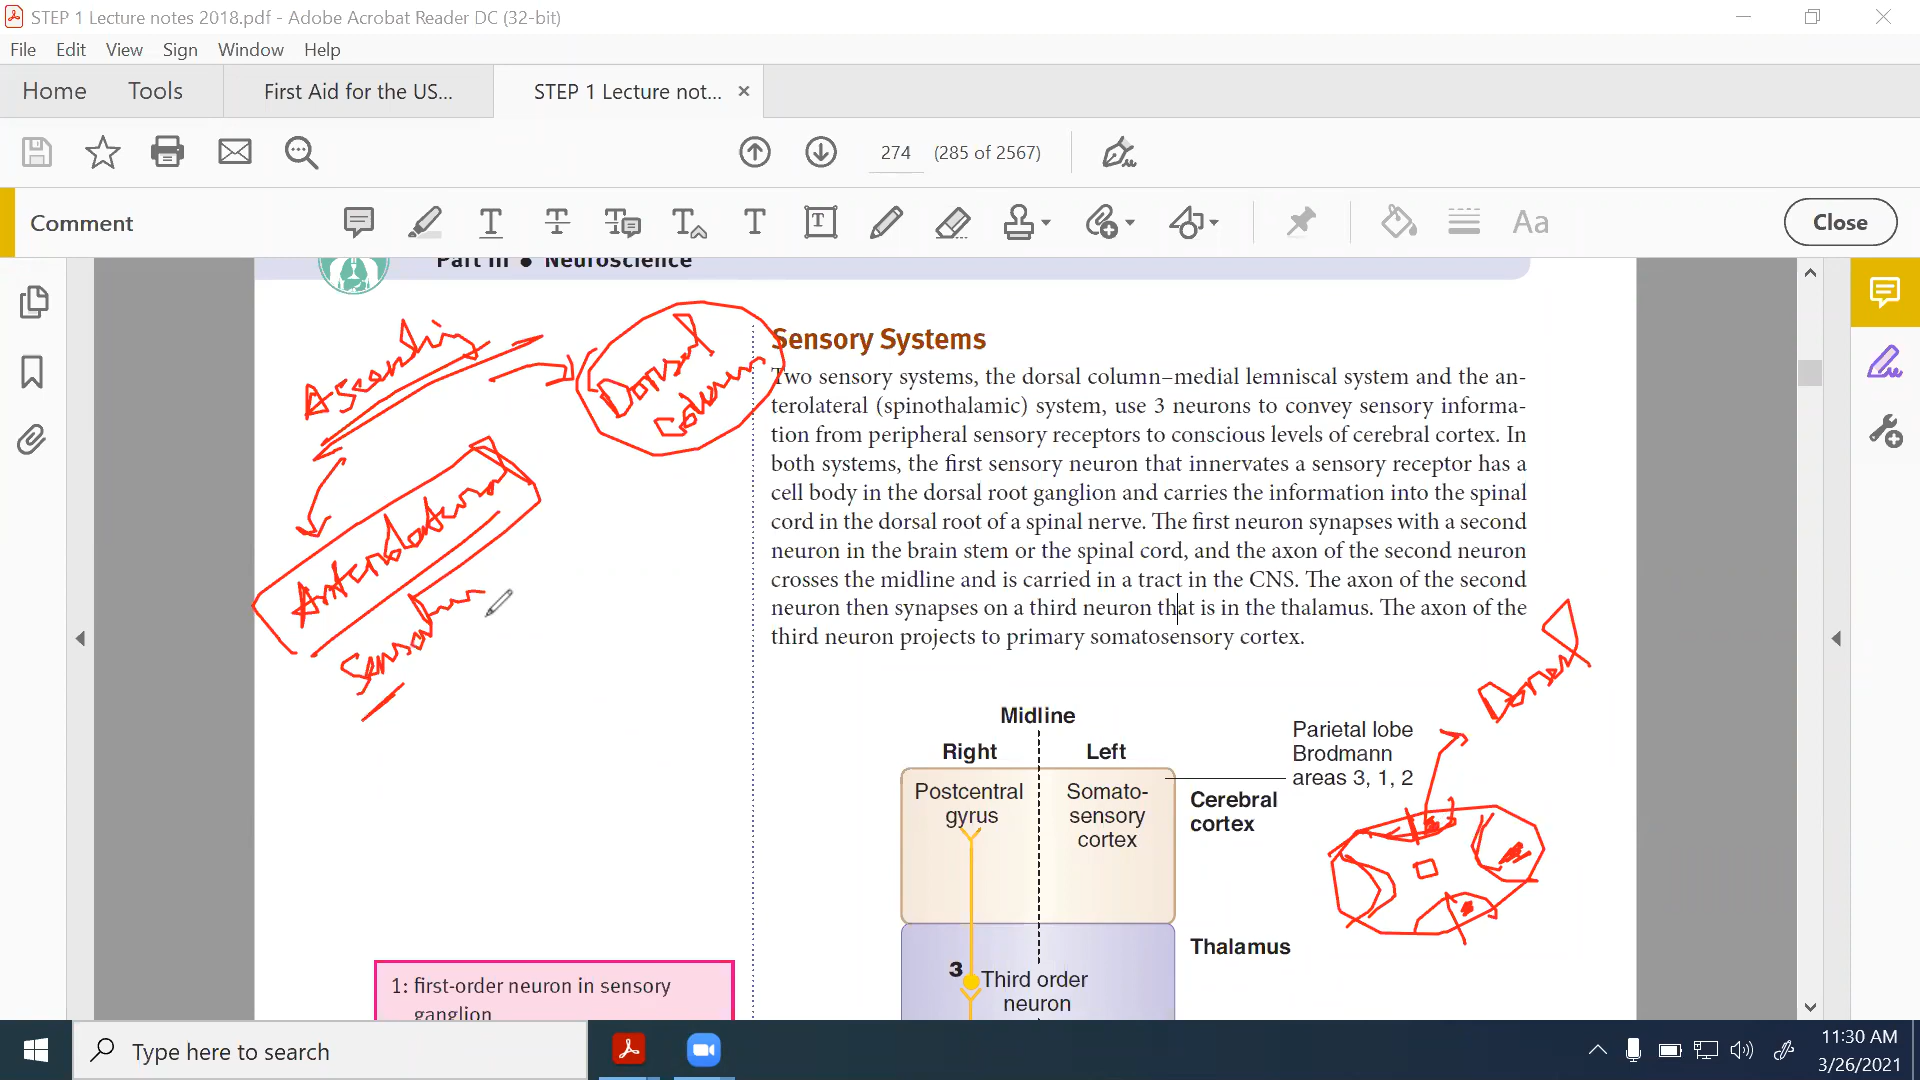 STEP 1 Lecture notes 2018.pdf - Adobe Acrobat Reader DC (32-bit)
File Edit View Sign Window Help
Home Tools First Aid for the US... STEP 1 Lecture not... ×
274 (285 of 2567)
Comment
Close
Part III • Neuroscience
Ascending
Dorsal
Column
Sensory Systems
Two sensory systems, the dorsal column–medial lemniscal system and the an-
terolateral (spinothalamic) system, use 3 neurons to convey sensory informa-
tion from peripheral sensory receptors to conscious levels of cerebral cortex. In
both systems, the first sensory neuron that innervates a sensory receptor has a
cell body in the dorsal root ganglion and carries the information into the spinal
cord in the dorsal root of a spinal nerve. The first neuron synapses with a second
neuron in the brain stem or the spinal cord, and the axon of the second neuron
crosses the midline and is carried in a tract in the CNS. The axon of the second
neuron then synapses on a third neuron that is in the thalamus. The axon of the
third neuron projects to primary somatosensory cortex.
Anterolateral
Dorsal
Midline
Right Left
Parietal lobe
Brodmann
areas 3, 1, 2
Postcentral
gyrus
Somato-
sensory
cortex
Cerebral
cortex
Thalamus
3
Third order
neuron
1: first-order neuron in sensory
ganglion
Type here to search
11:30 AM
3/26/2021